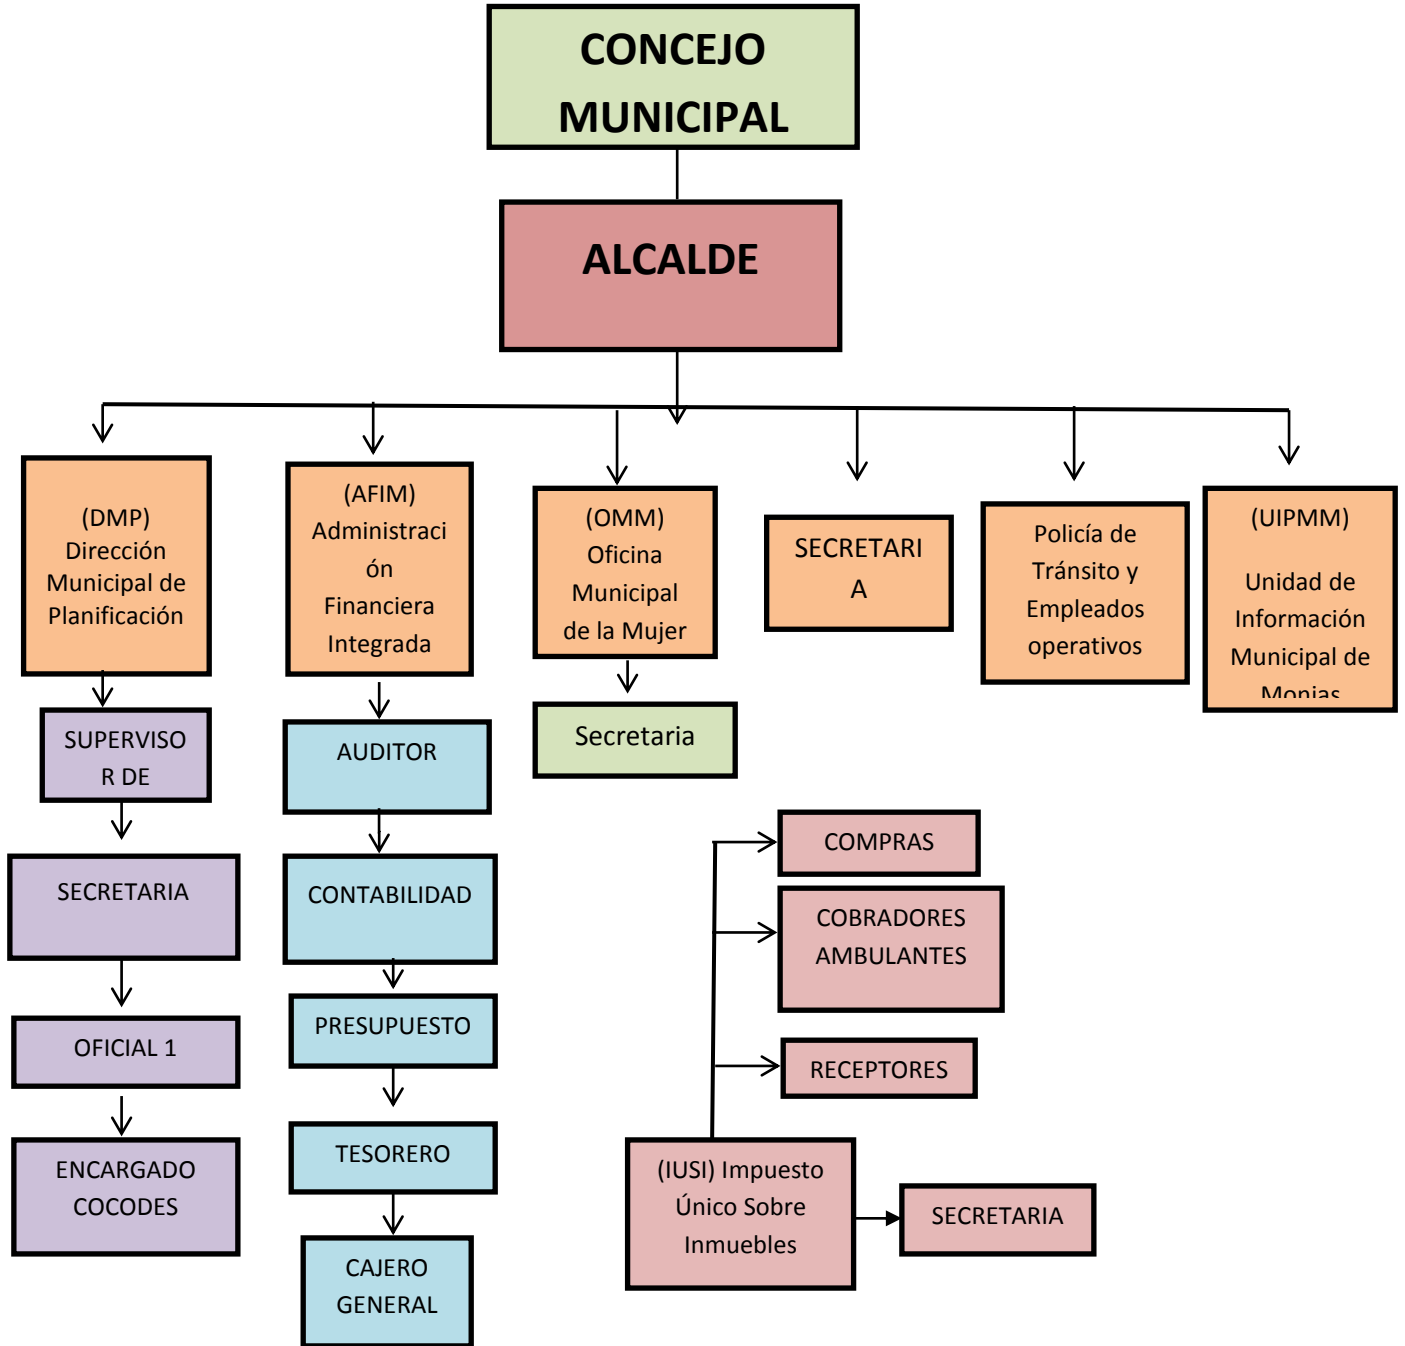 CONCEJO
MUNICIPAL
ALCALDE
(DMP)
Dirección
Municipal de
Planificación
(AFIM)
Administraci
ón
Financiera
Integrada
(OMM)
Oficina
Municipal
de la Mujer
SECRETARI
A
Policía de
Tránsito y
Empleados
operativos
(UIPMM)
Unidad de
Información
Municipal de
Monjas
SUPERVISO
R DE
SECRETARIA
OFICIAL 1
ENCARGADO
COCODES
AUDITOR
CONTABILIDAD
PRESUPUESTO
TESORERO
CAJERO
GENERAL
Secretaria
COMPRAS
COBRADORES
AMBULANTES
RECEPTORES
(IUSI) Impuesto
Único Sobre
Inmuebles
SECRETARIA